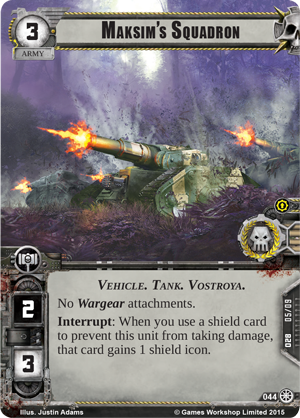 3
MAKSIM'S SQUADRON
ARMY
VEHICLE. TANK. VOSTROYA.
No Wargear attachments.
2
Interrupt: When you use a shield card
to prevent this unit from taking damage,
that card gains 1 shield icon.
3
028 05/09
044
Illus. Justin Adams
© Games Workshop Limited 2015